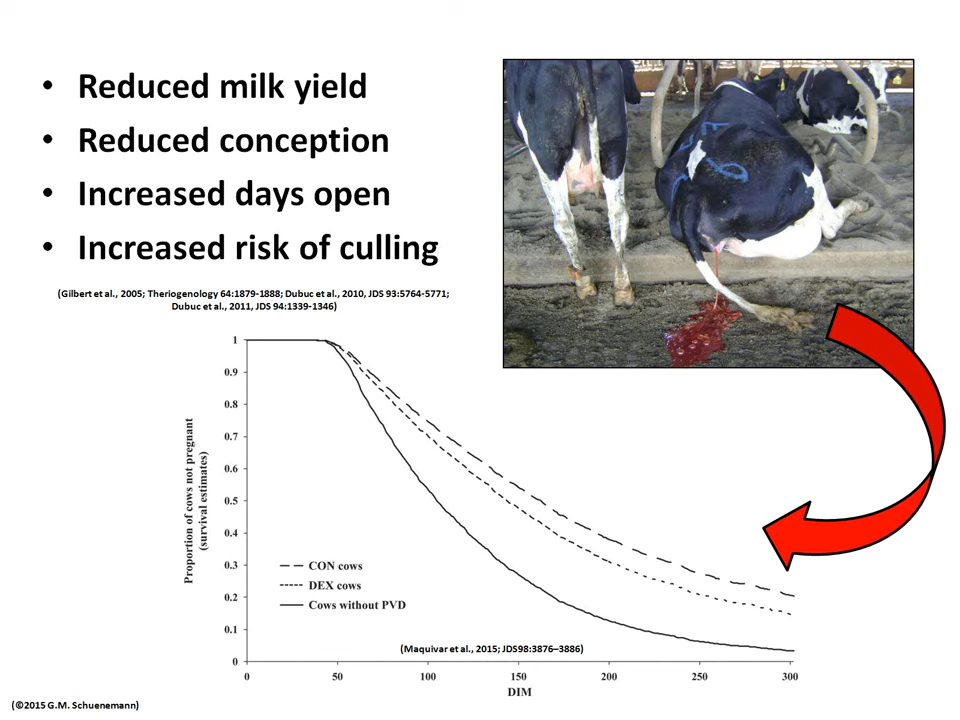 • Reduced milk yield
• Reduced conception
• Increased days open
• Increased risk of culling
(Gilbert et al., 2005; Theriogenology 64:1879-1888; Dubuc et al., 2010, JDS 93:5764-5771;
Dubuc et al., 2011, JDS 94:1339-1346)
Proportion of cows not pregnant
(survival estimates)
1
0.9
0.8
0.7
0.6
0.5
0.4
0.3
0.2
0.1
0
CON cows
DEX cows
Cows without PVD
(Maquivar et al., 2015; JDS98:3876–3886)
0 50 100 150 200 250 300
DIM
(©2015 G.M. Schuenemann)